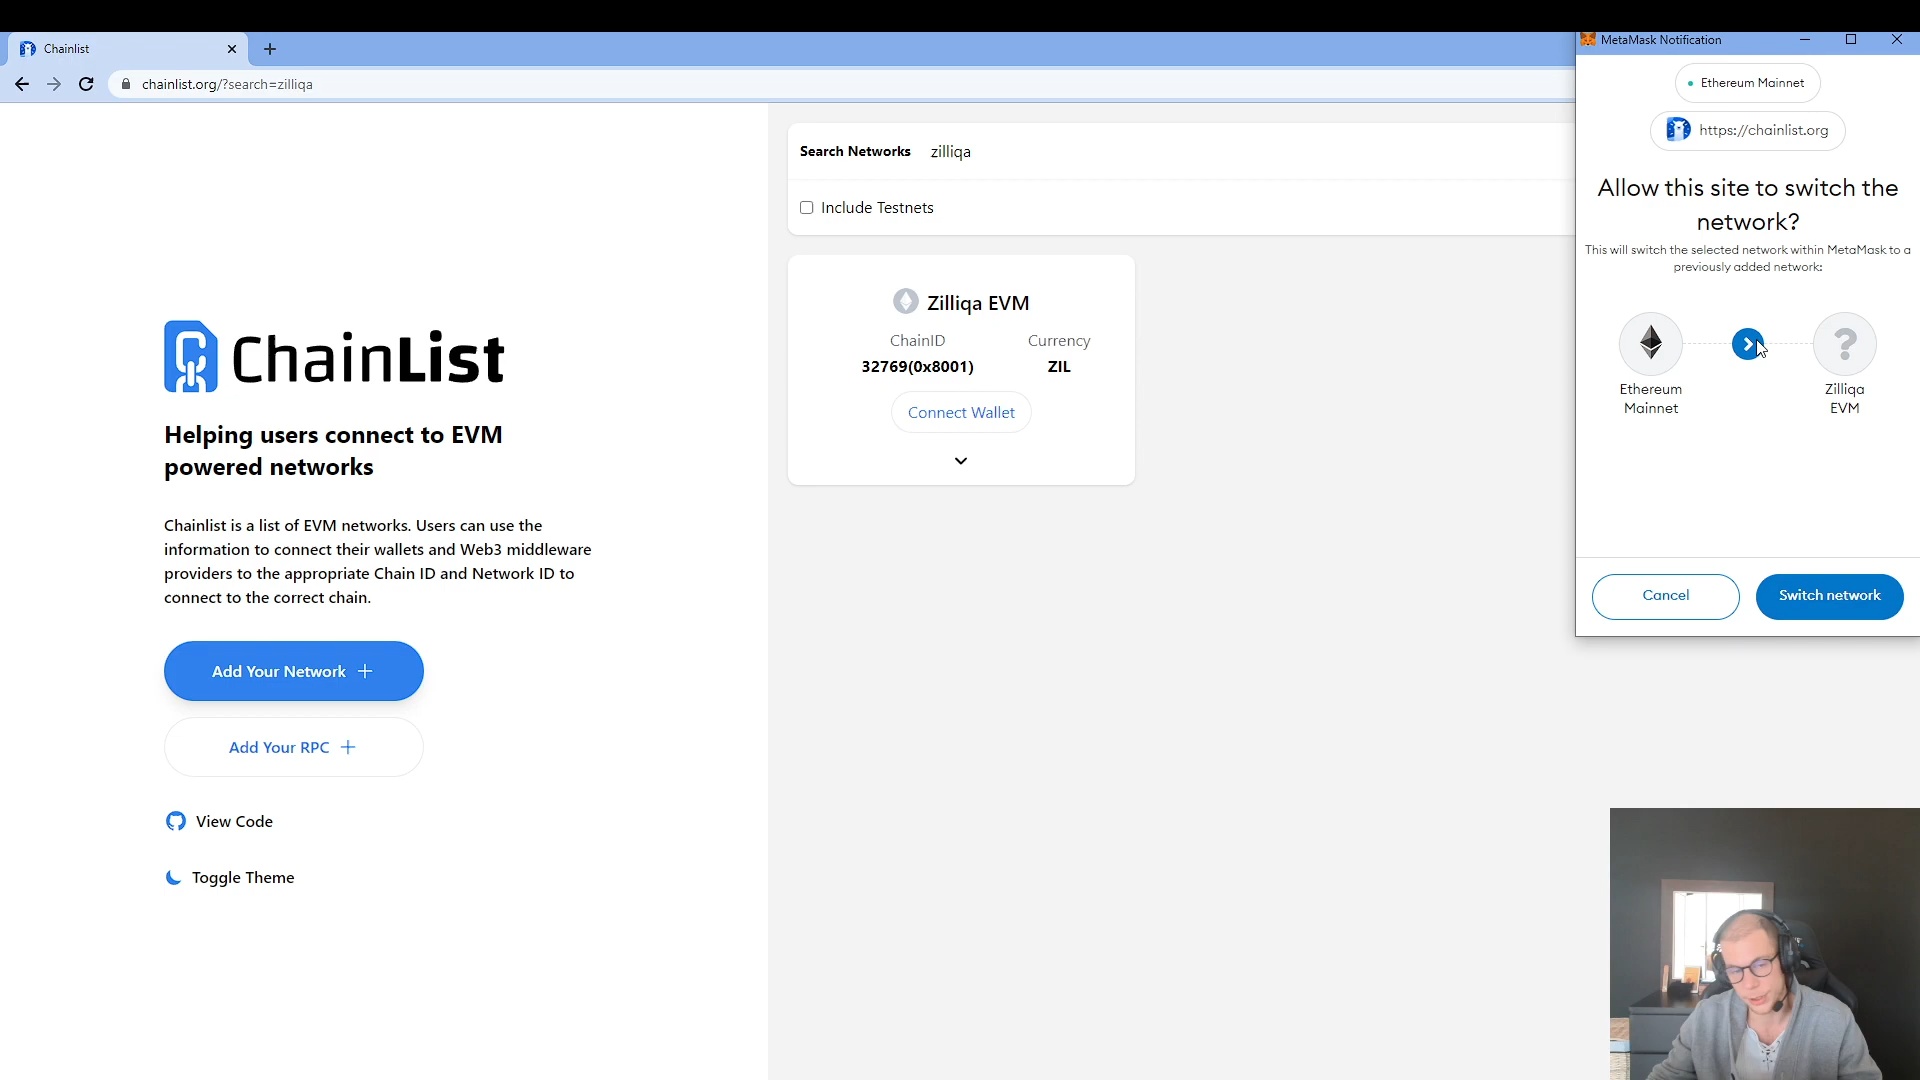 Chainlist
chainlist.org/?search=zilliqa
ChainList
Helping users connect to EVM
powered networks
Chainlist is a list of EVM networks. Users can use the
information to connect their wallets and Web3 middleware
providers to the appropriate Chain ID and Network ID to
connect to the correct chain.
Add Your Network
Add Your RPC
View Code
Toggle Theme
Search Networks zilliqa
Include Testnets
Zilliqa EVM
ChainID Currency
32769(0x8001) ZIL
Connect Wallet
MetaMask Notification
Ethereum Mainnet
https://chainlist.org
Allow this site to switch the
network?
This will switch the selected network within MetaMask to a
previously added network:
?
Ethereum
Mainnet
Zilliqa
EVM
Cancel
Switch network